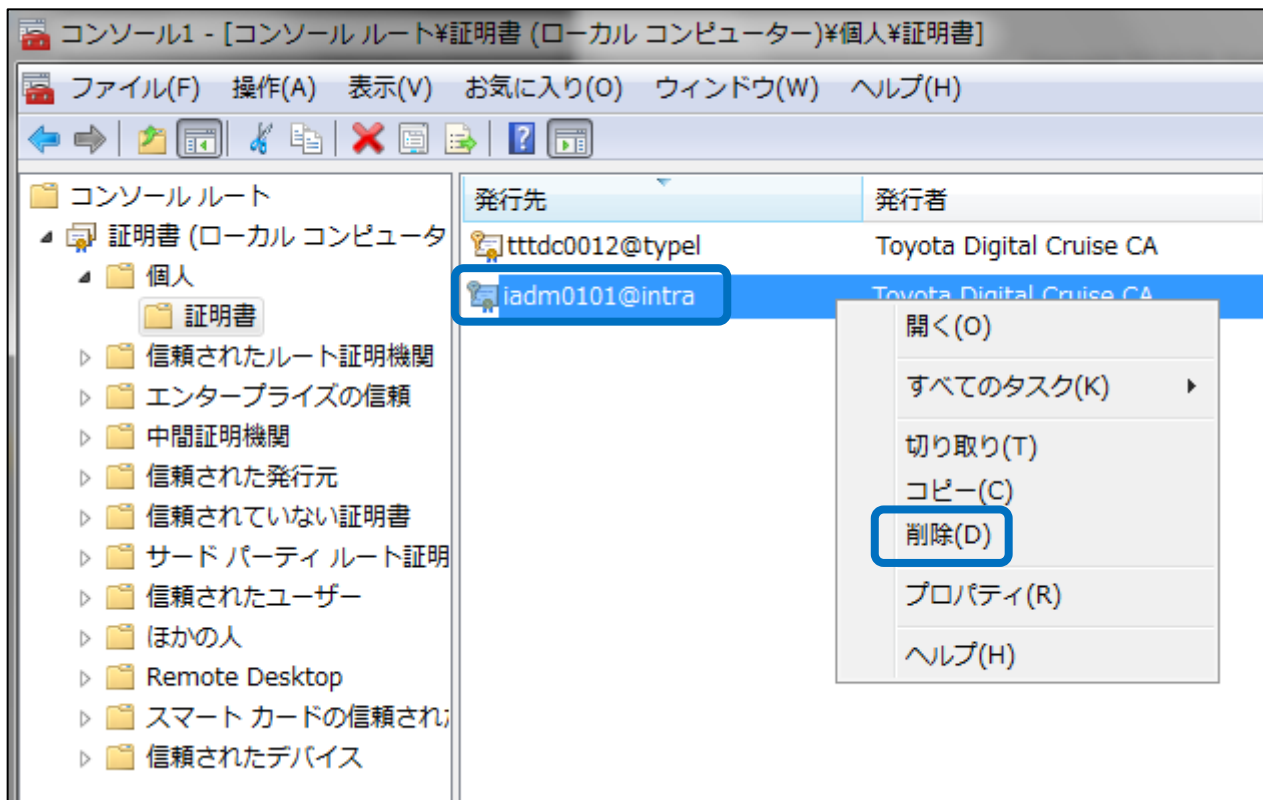 コンソール1 - [コンソール ルート¥証明書 (ローカル コンピューター)¥個人¥証明書]
ファイル(F) 操作(A) 表示(V) お気に入り(O) ウィンドウ(W) ヘルプ(H)
コンソール ルート
証明書 (ローカル コンピュータ
個人
証明書
信頼されたルート証明機関
エンタープライズの信頼
中間証明機関
信頼された発行元
信頼されていない証明書
サード パーティ ルート証明
信頼されたユーザー
ほかの人
Remote Desktop
スマート カードの信頼され
信頼されたデバイス
発行先 発行者
tttdc0012@typel Toyota Digital Cruise CA
iadm0101@intra Toyota Digital Cruise CA
開く(O)
すべてのタスク(K)
切り取り(T)
コピー(C)
削除(D)
プロパティ(R)
ヘルプ(H)